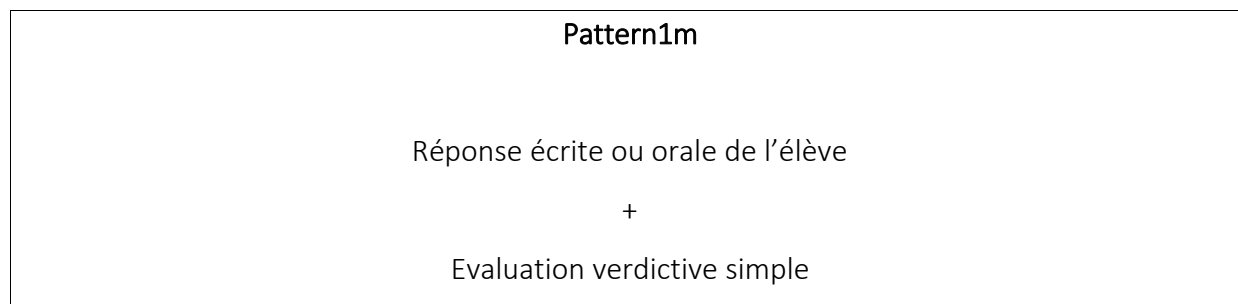 Pattern1m
Réponse écrite ou orale de l’élève
+
Evaluation verdictive simple